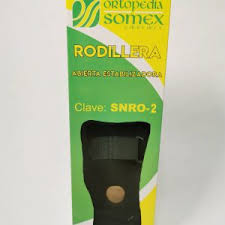 ortopedia
somex
RODILLERA
ABIERTA ESTABILIZADORA
Clave: SNRO-2